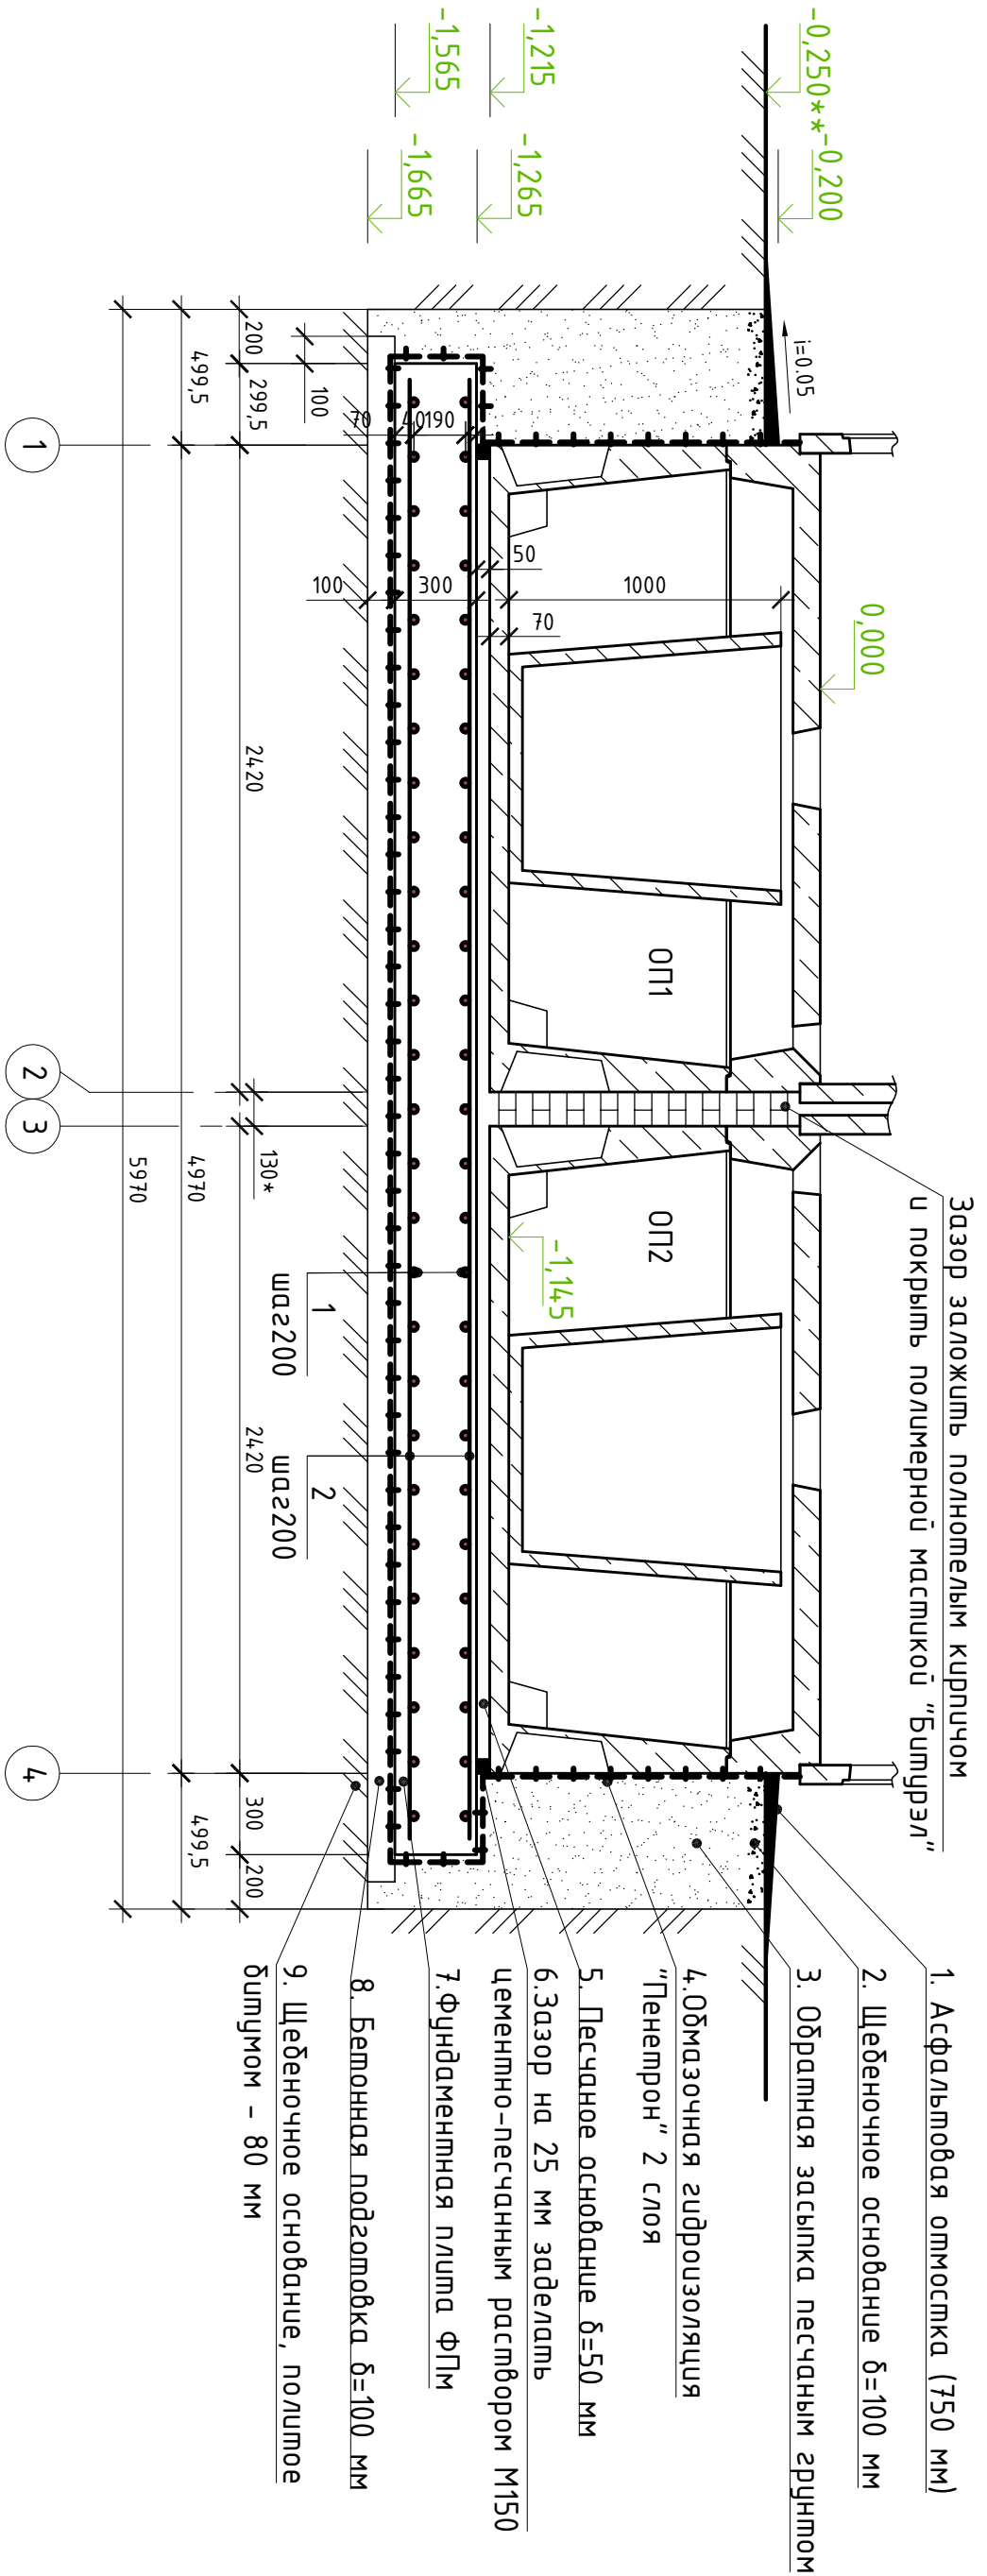 Зазор заложить полнотелым кирпичом
и покрыть полимерной мастикой "Битурэл"
-0,250**
-0,200
-1,215
-1,265
-1,565
-1,665
i=0.05
0,000
-1,145
ОП1
ОП2
1000
70
50
300
100
190
40
70
1
шаг200
2
шаг200
200
299,5
100
2420
130*
2420
300
200
499,5
4970
499,5
5970
1
2
3
4
1. Асфальтовая отмостка (750 мм)
2. Щебеночное основание δ=100 мм
3. Обратная засыпка песчаным грунтом
4.Обмазочная гидроизоляция
"Пенетрон" 2 слоя
5. Песчаное основание δ=50 мм
6.Зазор на 25 мм заделать
цементно-песчанным раствором М150
7.Фундаментная плита ФПм
8. Бетонная подготовка δ=100 мм
9. Щебеночное основание, политое
битумом - 80 мм